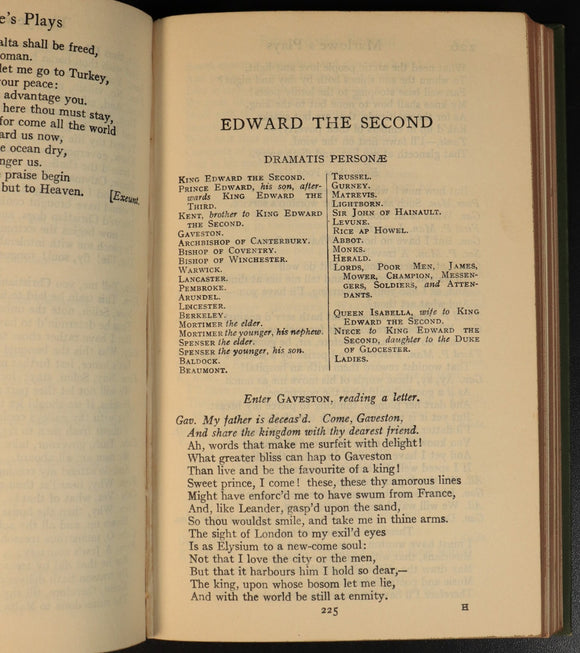 e's Plays
alta shall be freed,
oman.
let me go to Turkey,
your peace:
advantage you.
here thou must stay,
for come all the world
ard us now,
e ocean dry,
nger us.
praise begin
but to Heaven. [Exeunt.
EDWARD THE SECOND
DRAMATIS PERSONÆ
KING EDWARD THE SECOND.
PRINCE EDWARD, his son, after-
wards KING EDWARD THE
THIRD.
KENT, brother to KING EDWARD
THE SECOND.
GAVESTON.
ARCHBISHOP OF CANTERBURY.
BISHOP OF COVENTRY.
BISHOP OF WINCHESTER.
WARWICK.
LANCASTER.
PEMBROKE.
ARUNDEL.
LEICESTER.
BERKELEY.
MORTIMER the elder.
MORTIMER the younger, his nephew.
SPENSER the elder.
SPENSER the younger, his son.
BALDOCK.
BEAUMONT.
TRUSSEL.
GURNEY.
MATREVIS.
LIGHTBORN.
SIR JOHN OF HAINAULT.
LEVUNE.
RICE AP HOWEL.
ABBOT.
MONKS.
HERALD.
LORDS, POOR MEN, JAMES,
MOWER, CHAMPION, MESSEN-
GERS, SOLDIERS, and ATTEN-
DANTS.
QUEEN ISABELLA, wife to KING
EDWARD THE SECOND.
NIECE to KING EDWARD THE
SECOND, daughter to the DUKE
OF GLOCESTER.
LADIES.
Enter GAVESTON, reading a letter.
Gav. My father is deceas'd. Come, Gaveston,
And share the kingdom with thy dearest friend.
Ah, words that make me surfeit with delight!
What greater bliss can hap to Gaveston
Than live and be the favourite of a king!
Sweet prince, I come! these, these thy amorous lines
Might have enforc'd me to have swum from France,
And, like Leander, gasp'd upon the sand,
So thou wouldst smile, and take me in thine arms.
The sight of London to my exil'd eyes
Is as Elysium to a new-come soul:
Not that I love the city or the men,
But that it harbours him I hold so dear,—
The king, upon whose bosom let me lie,
And with the world be still at enmity.
225 H